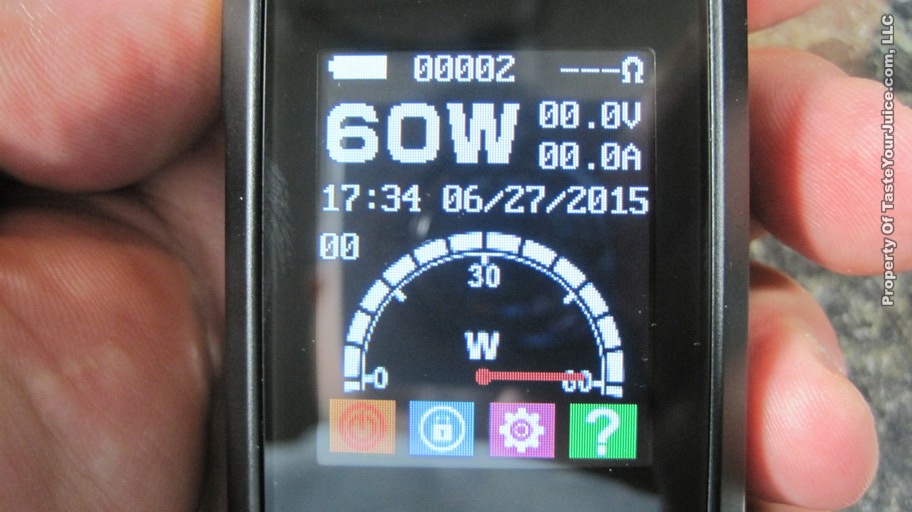 00002 ---Ω
60W 00.0V
00.0A
17:34 06/27/2015
00
30
W
0 60
?
Property Of TasteYourJuice.com, LLC